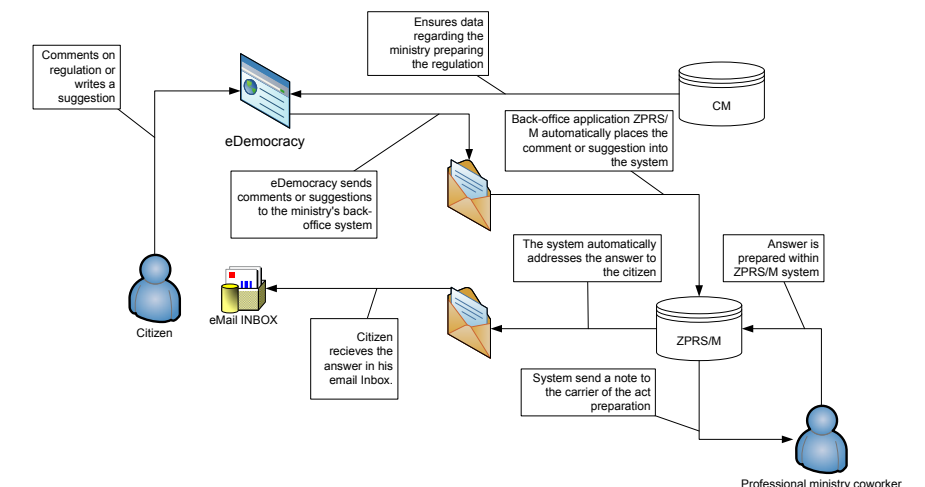 Ensures data
regarding the
ministry preparing
the regulation
Comments on
regulation or
writes a
suggestion
CM
eDemocracy
Back-office application ZPRS/
M automatically places the
comment or suggestion into
the system
eDemocracy sends
comments or suggestions
to the ministry's back-
office system
The system automatically
addresses the answer to
the citizen
Answer is
prepared within
ZPRS/M system
Citizen
eMail INBOX
Citizen
recieves the
answer in his
email Inbox.
ZPRS/M
System send a note to
the carrier of the act
preparation
Professional ministry coworker